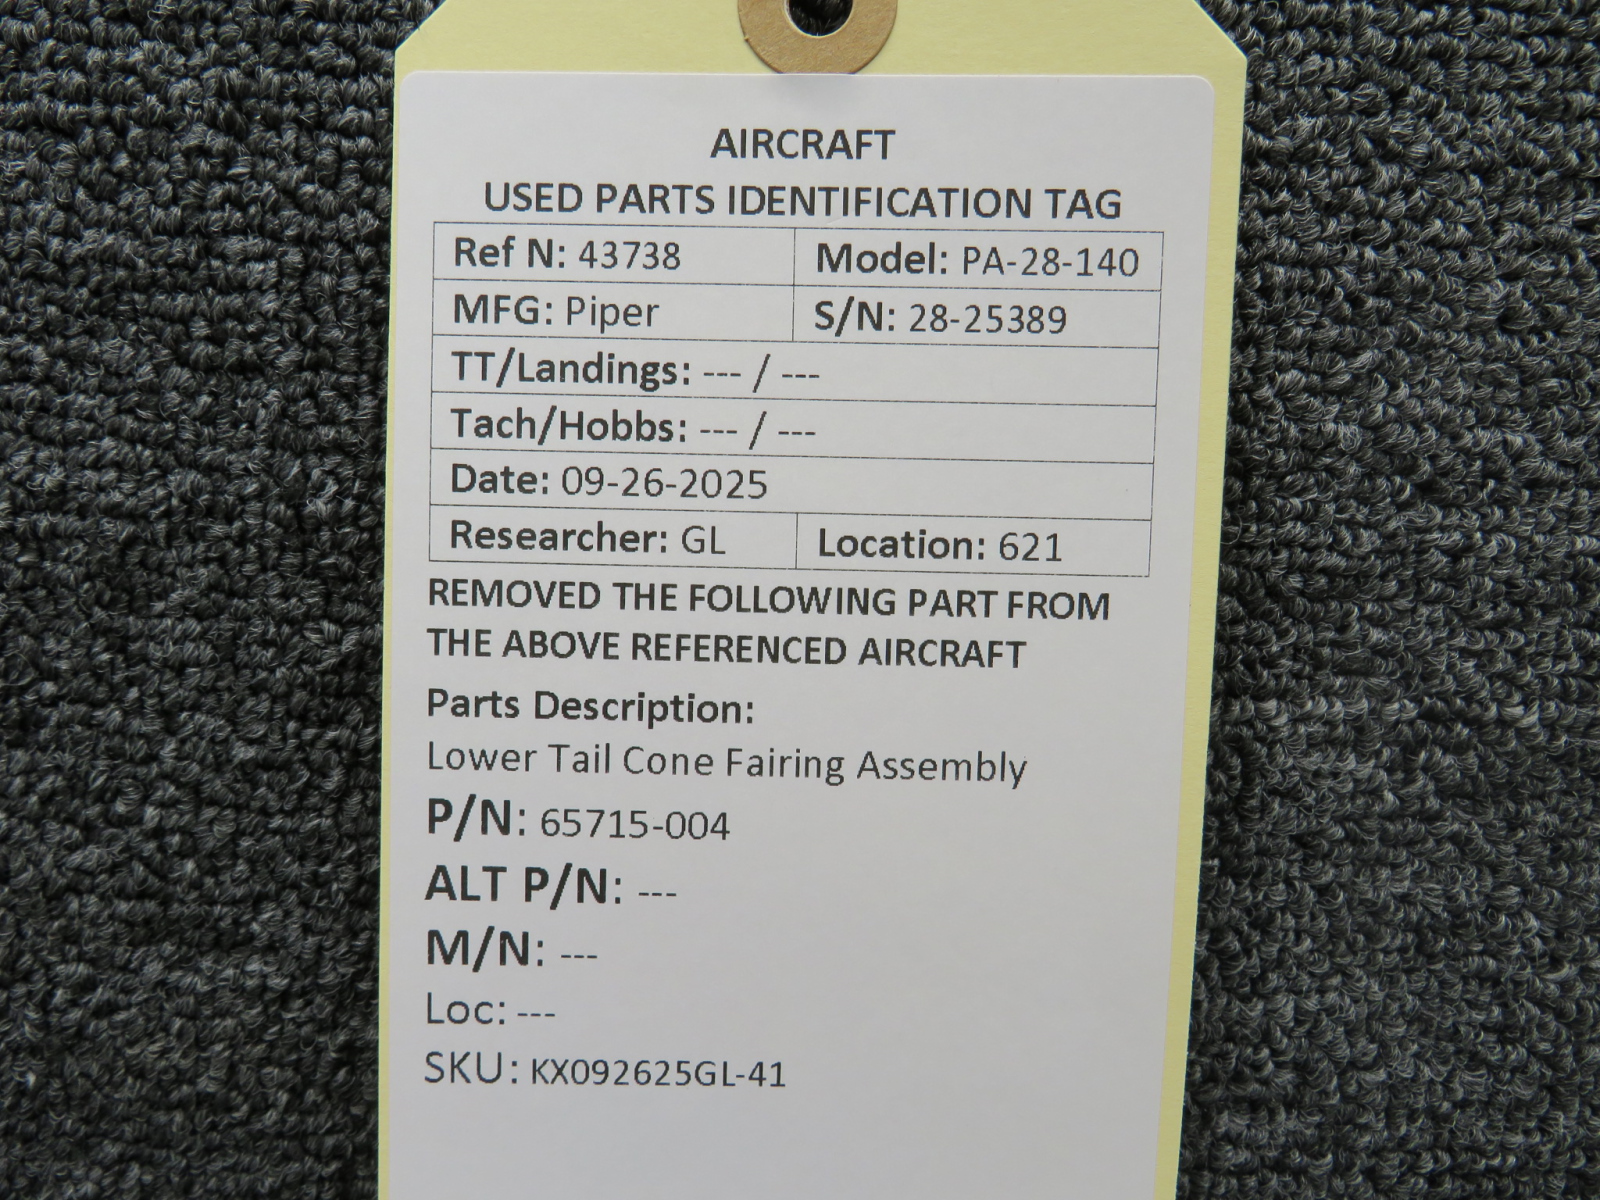 AIRCRAFT
USED PARTS IDENTIFICATION TAG
Ref N: 43738 Model: PA-28-140
MFG: Piper S/N: 28-25389
TT/Landings: --- / ---
Tach/Hobbs: --- / ---
Date: 09-26-2025
Researcher: GL Location: 621
REMOVED THE FOLLOWING PART FROM
THE ABOVE REFERENCED AIRCRAFT
Parts Description:
Lower Tail Cone Fairing Assembly
P/N: 65715-004
ALT P/N: ---
M/N: ---
Loc: ---
SKU: KX092625GL-41